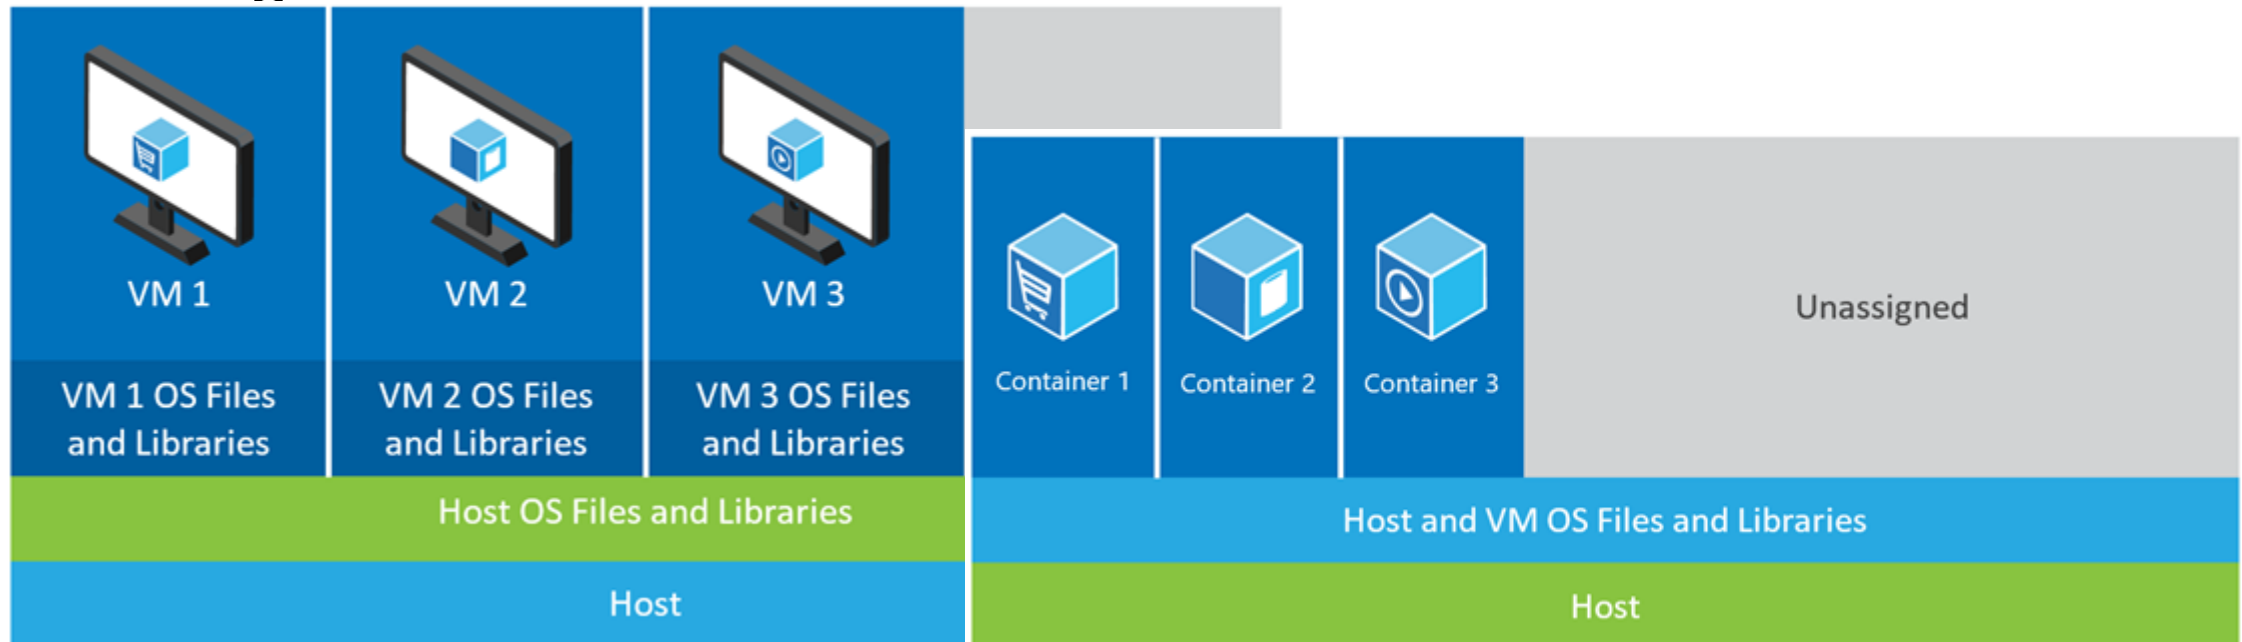 VM 1
VM 2
VM 3
VM 1 OS Files
and Libraries
VM 2 OS Files
and Libraries
VM 3 OS Files
and Libraries
Host OS Files and Libraries
Host
Container 1
Container 2
Container 3
Unassigned
Host and VM OS Files and Libraries
Host